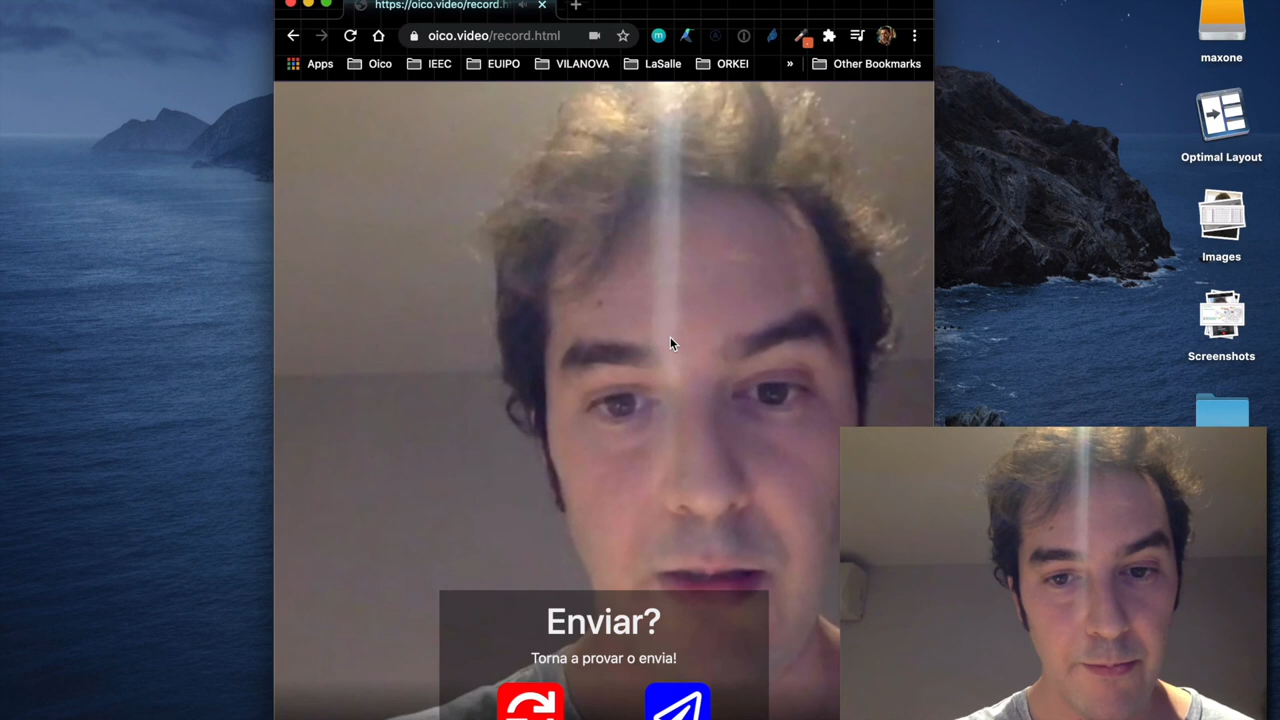 https://oico.video/record.h
oico.video/record.html
Apps
Oico
IEEC
EUIPO
VILANOVA
LaSalle
ORKEI
»
Other Bookmarks
maxone
Optimal Layout
Images
Screenshots
Enviar?
Torna a provar o envia!